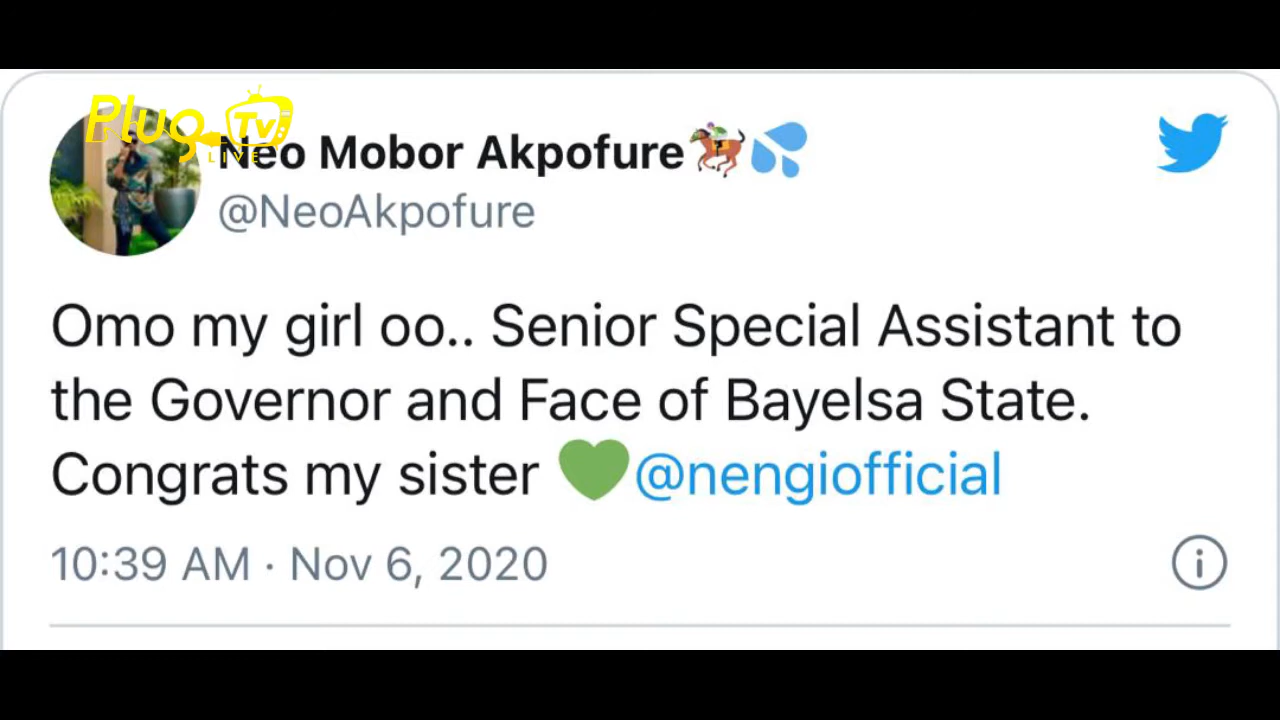 Plug Tv
LIVE
Neo Mobor Akpofure🏇💦
@NeoAkpofure
Omo my girl oo.. Senior Special Assistant to
the Governor and Face of Bayelsa State.
Congrats my sister 💚@nengiofficial
10:39 AM · Nov 6, 2020